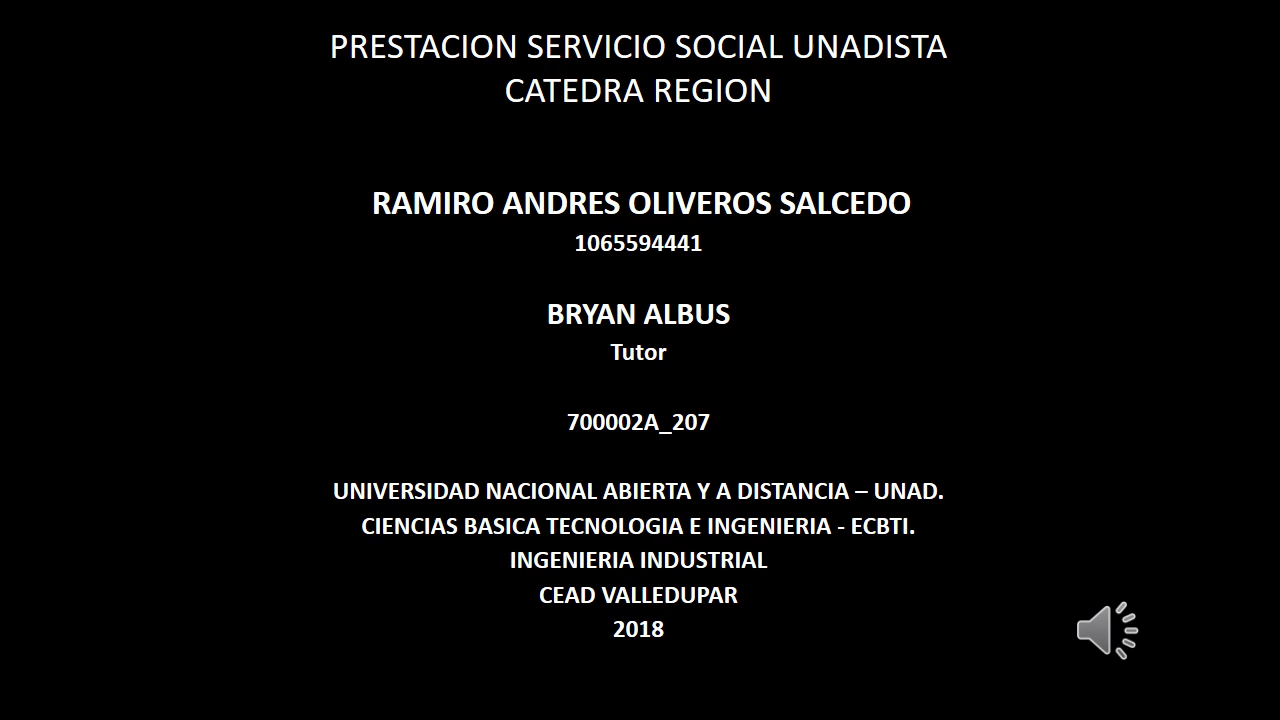 PRESTACION SERVICIO SOCIAL UNADISTA
CATEDRA REGION
RAMIRO ANDRES OLIVEROS SALCEDO
1065594441
BRYAN ALBUS
Tutor
700002A_207
UNIVERSIDAD NACIONAL ABIERTA Y A DISTANCIA – UNAD.
CIENCIAS BASICA TECNOLOGIA E INGENIERIA - ECBTI.
INGENIERIA INDUSTRIAL
CEAD VALLEDUPAR
2018